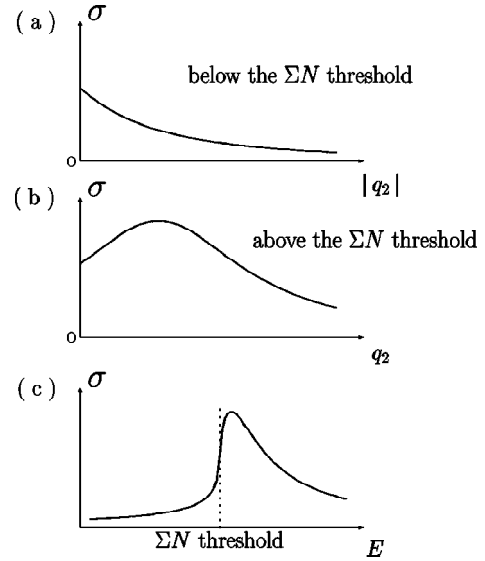 ( a )
σ
below the ΣN threshold
0
|q₂|
( b )
σ
above the ΣN threshold
0
q₂
( c )
σ
ΣN threshold
E